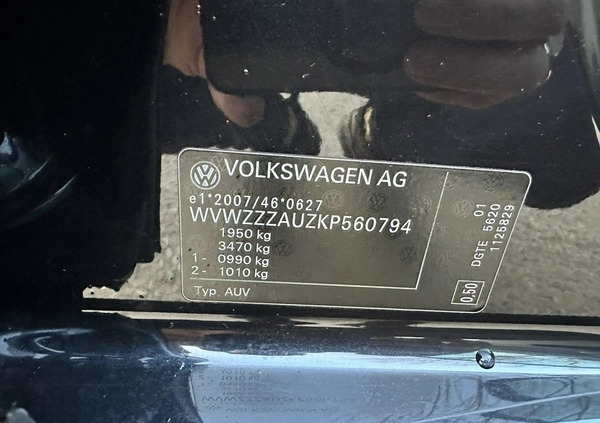 VOLKSWAGEN AG
e1*2007/46*0627
WVWZZZAUZKP560794
1950 kg
3470 kg
1- 0990 kg
2- 1010 kg
Typ. AUV
01
DGTE 5620
1125829
0,50